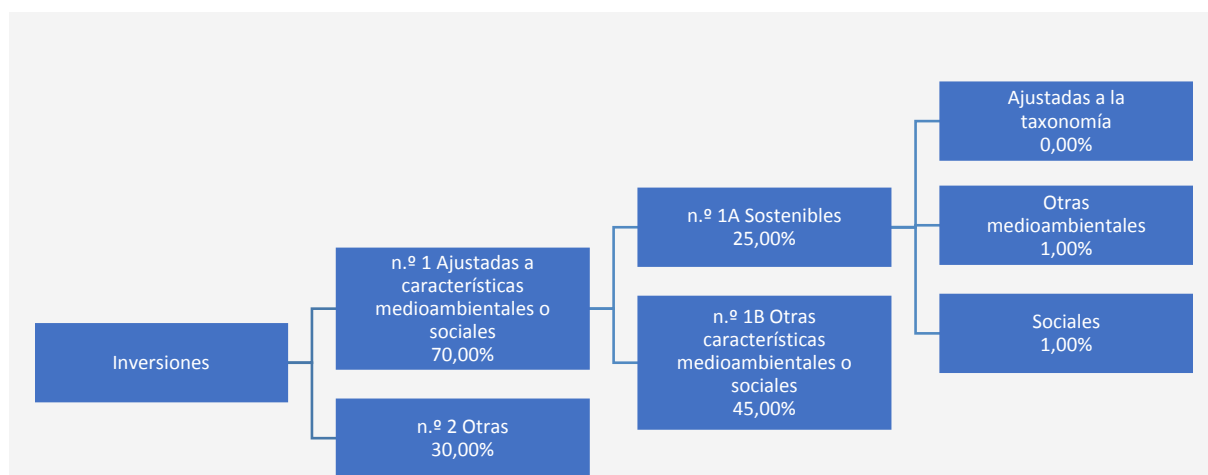 Inversiones
n.º 1 Ajustadas a
características
medioambientales o
sociales
70,00%
n.º 2 Otras
30,00%
n.º 1A Sostenibles
25,00%
n.º 1B Otras
características
medioambientales o
sociales
45,00%
Ajustadas a la
taxonomía
0,00%
Otras
medioambientales
1,00%
Sociales
1,00%